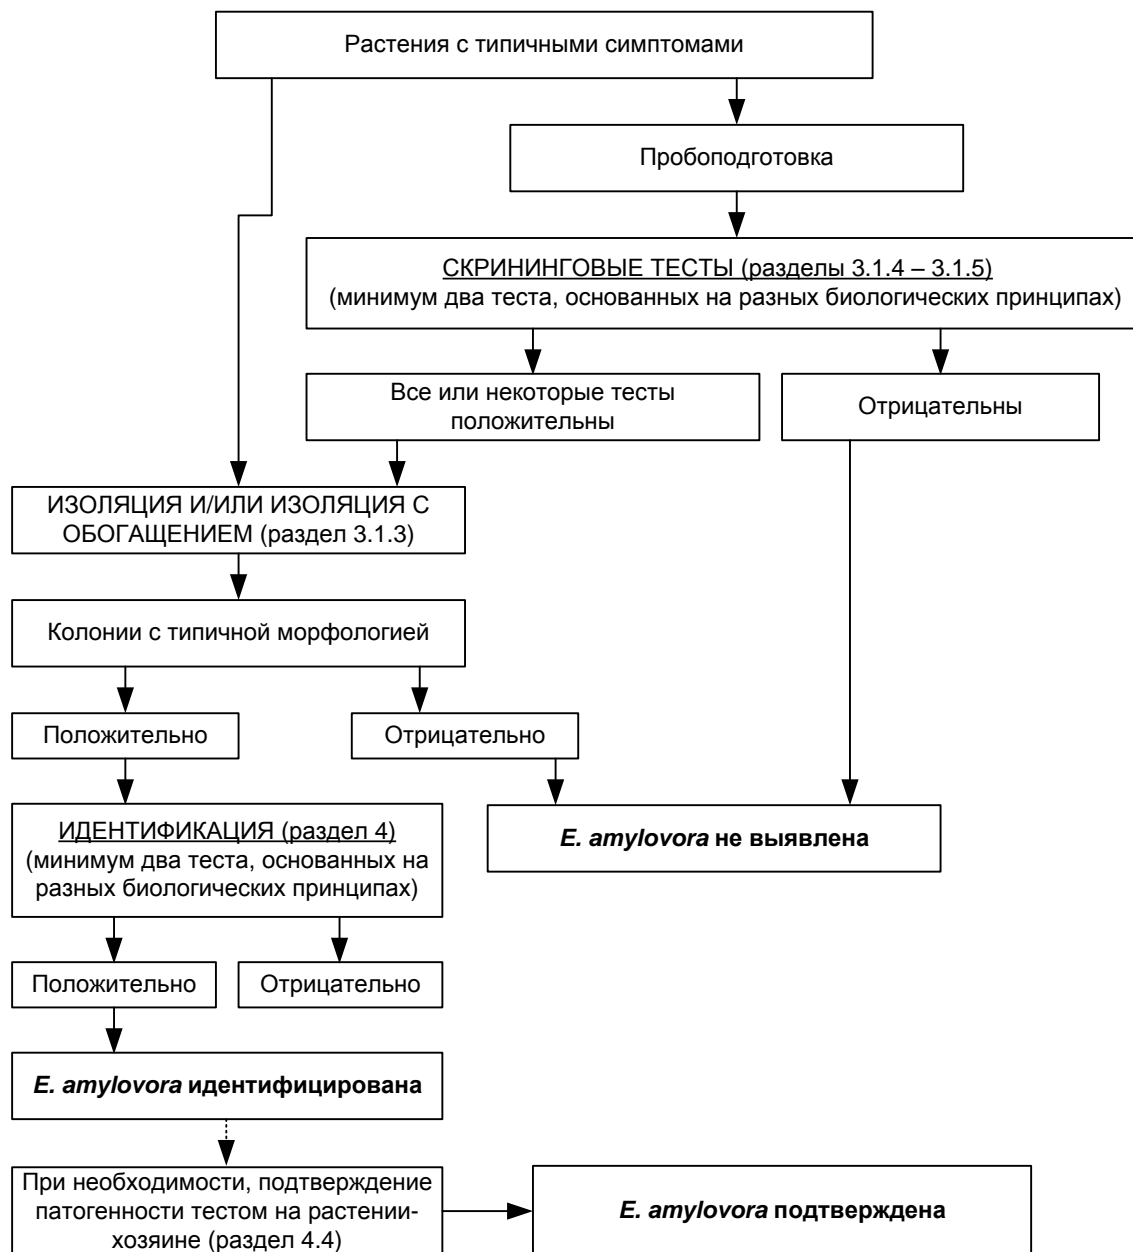 Растения с типичными симптомами
Пробоподготовка
СКРИНИНГОВЫЕ ТЕСТЫ (разделы 3.1.4 – 3.1.5)
(минимум два теста, основанных на разных биологических принципах)
Все или некоторые тесты
положительны
Отрицательны
ИЗОЛЯЦИЯ И/ИЛИ ИЗОЛЯЦИЯ С
ОБОГАЩЕНИЕМ (раздел 3.1.3)
Колонии с типичной морфологией
Положительно
Отрицательно
ИДЕНТИФИКАЦИЯ (раздел 4)
(минимум два теста, основанных на
разных биологических принципах)
E. amylovora не выявлена
Положительно
Отрицательно
E. amylovora идентифицирована
При необходимости, подтверждение
патогенности тестом на растении-
хозяине (раздел 4.4)
E. amylovora подтверждена